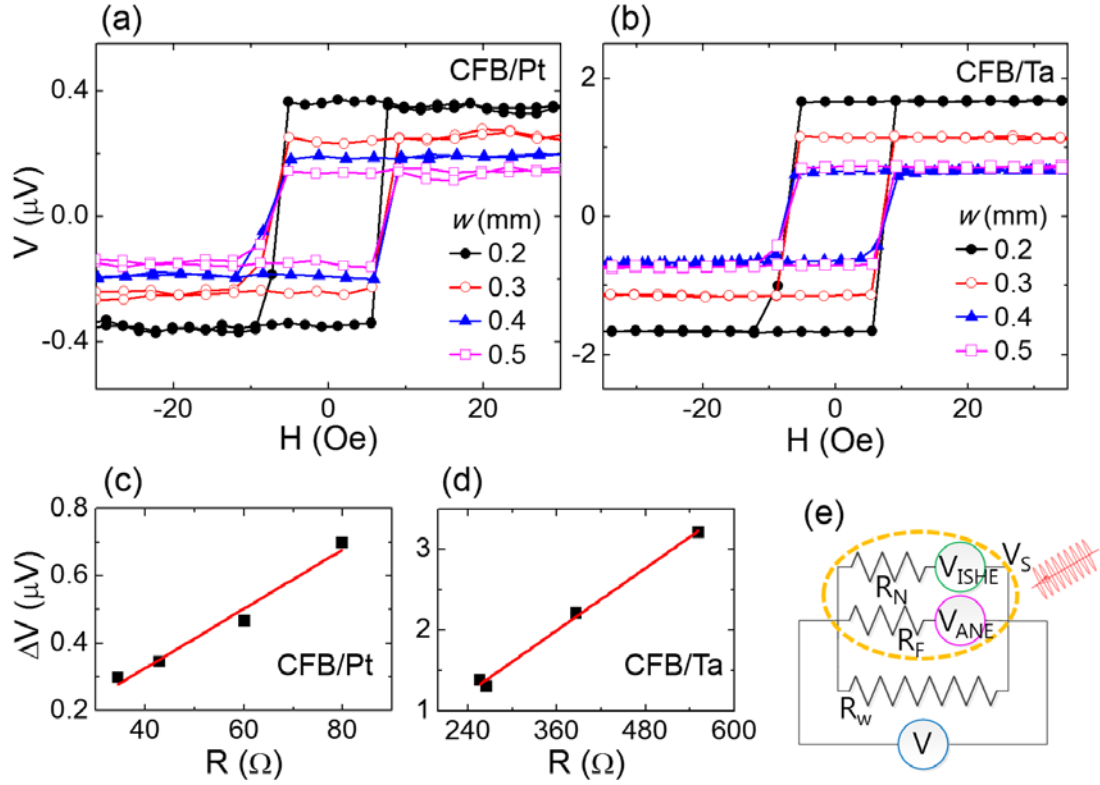 (a)
CFB/Pt
0.4
0.0
-0.4
V (μV)
w (mm)
0.2
0.3
0.4
0.5
-20
0
20
H (Oe)
(b)
CFB/Ta
2
1
0
-1
-2
w (mm)
0.2
0.3
0.4
0.5
-20
0
20
H (Oe)
(c)
0.8
0.6
0.4
0.2
ΔV (μV)
CFB/Pt
40
60
80
R (Ω)
(d)
3
2
1
CFB/Ta
240
360
480
600
R (Ω)
(e)
V_S
R_N
V_ISHE
R_F
V_ANE
R_w
V